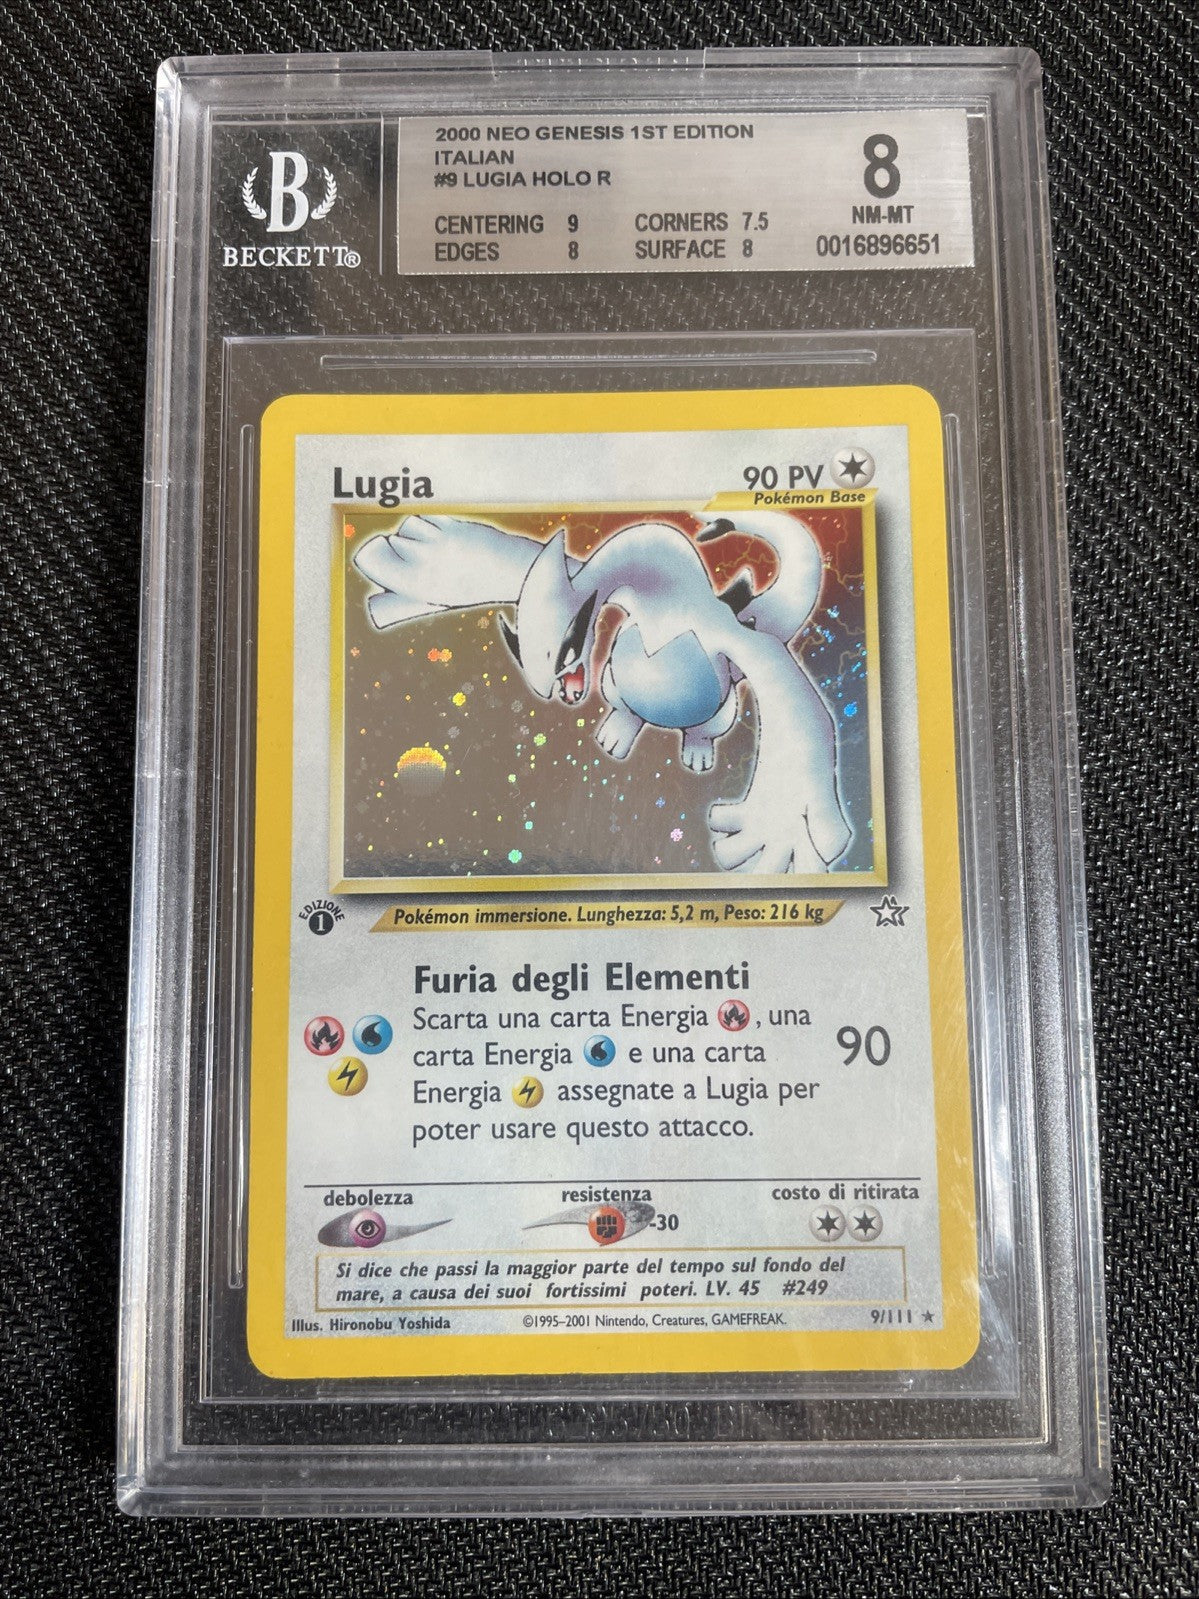 2000 NEO GENESIS 1ST EDITION
ITALIAN
#9 LUGIA HOLO R
8
NM-MT
0016896651
CENTERING 9 CORNERS 7.5
EDGES 8 SURFACE 8
B
BECKETT®
Lugia
90 PV
Pokémon Base
EDIZIONE
1
Pokémon immersione. Lunghezza: 5,2 m, Peso: 216 kg
Furia degli Elementi
Scarta una carta Energia , una
carta Energia e una carta
Energia assegnate a Lugia per
poter usare questo attacco.
90
debolezza resistenza costo di ritirata
-30
Si dice che passi la maggior parte del tempo sul fondo del
mare, a causa dei suoi fortissimi poteri. LV. 45 #249
Illus. Hironobu Yoshida ©1995-2001 Nintendo, Creatures, GAMEFREAK. 9/111 ★